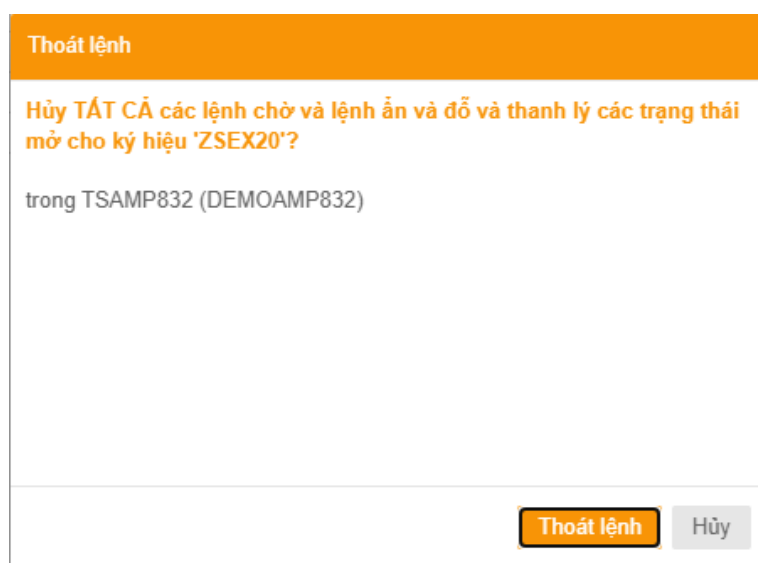 Thoát lệnh
Hủy TẤT CẢ các lệnh chờ và lệnh ẩn và đỗ và thanh lý các trạng thái
mở cho ký hiệu 'ZSEX20'?
trong TSAMP832 (DEMOAMP832)
Thoát lệnh
Hủy